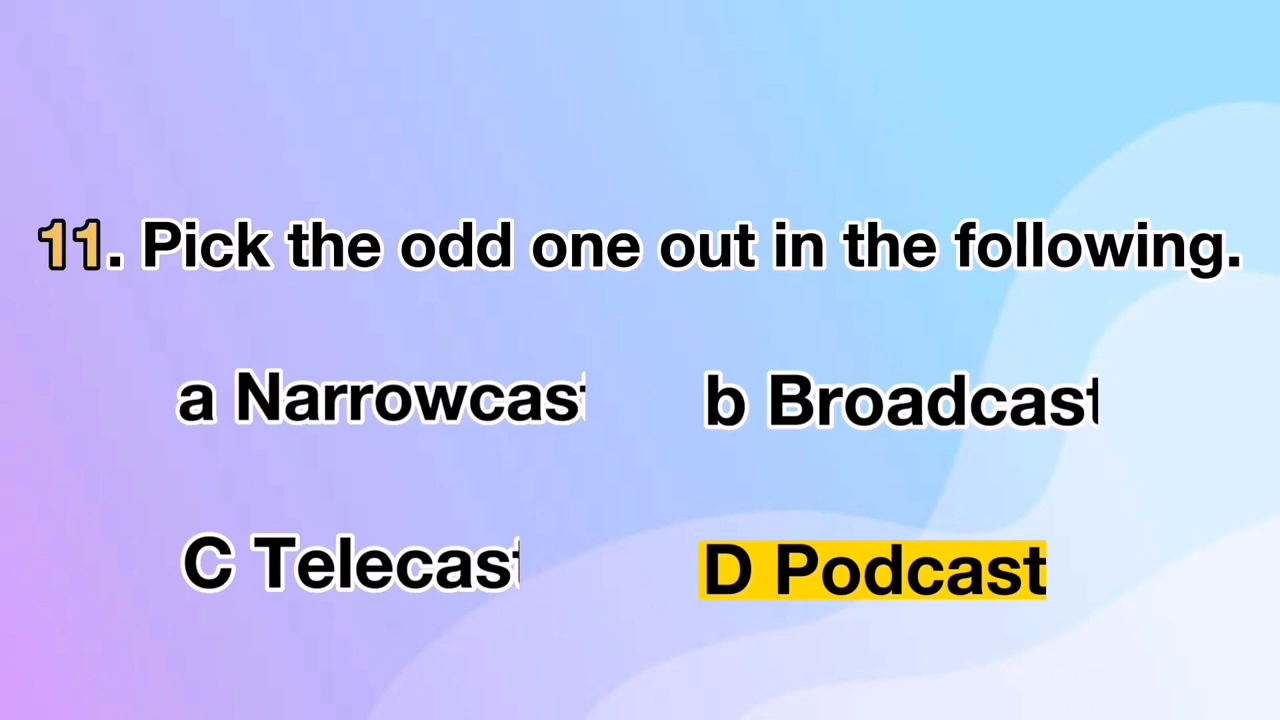 11. Pick the odd one out in the following.
a Narrowcast
b Broadcast
C Telecast
D Podcast